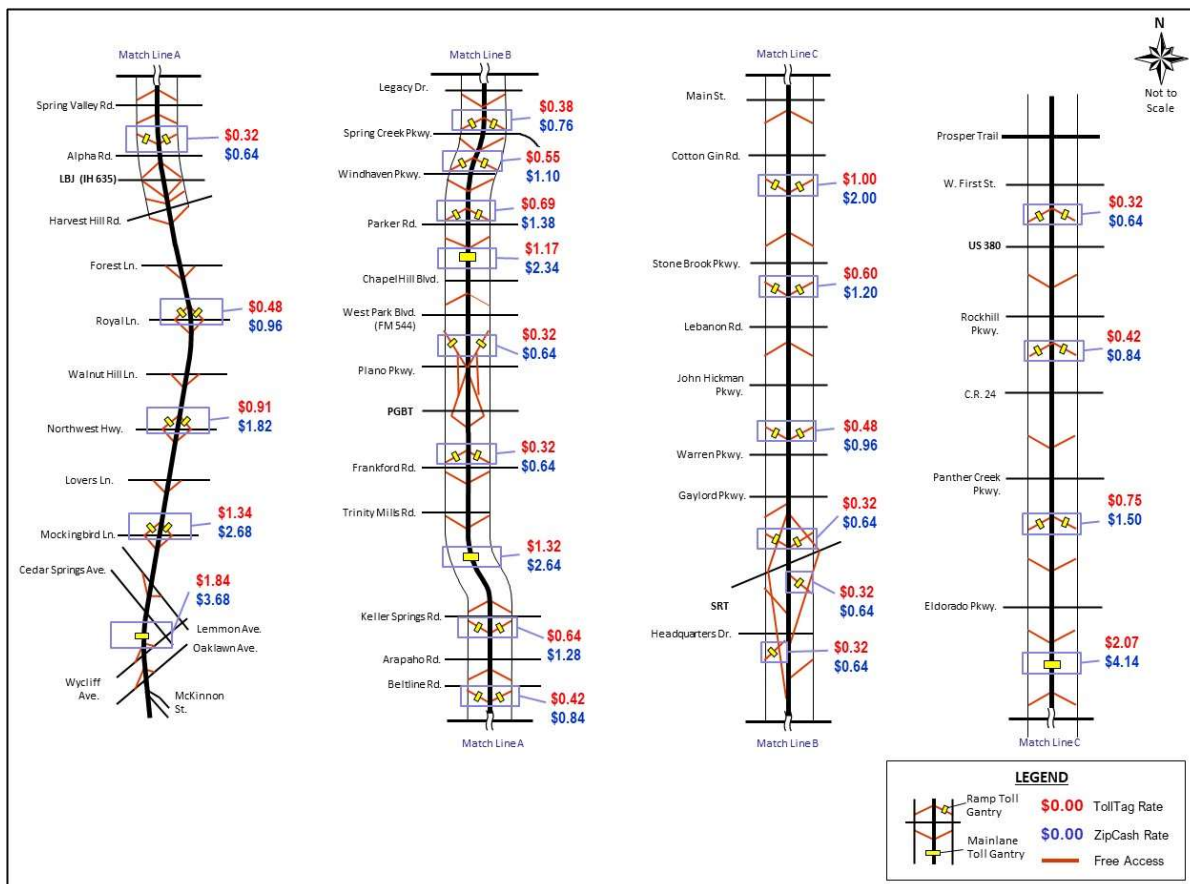 Match Line A
Spring Valley Rd.
$0.32
$0.64
Alpha Rd.
LBJ (IH 635)
Harvest Hill Rd.
Forest Ln.
$0.48
$0.96
Royal Ln.
Walnut Hill Ln.
$0.91
$1.82
Northwest Hwy.
Lovers Ln.
$1.34
$2.68
Mockingbird Ln.
Cedar Springs Ave.
$1.84
$3.68
Lemmon Ave.
Oaklawn Ave.
Wycliff
Ave.
McKinnon
St.
Match Line B
Legacy Dr.
$0.38
$0.76
Spring Creek Pkwy.
$0.55
$1.10
Windhaven Pkwy.
$0.69
$1.38
Parker Rd.
$1.17
$2.34
Chapel Hill Blvd.
West Park Blvd.
(FM 544)
$0.32
$0.64
Plano Pkwy.
PGBT
$0.32
$0.64
Frankford Rd.
Trinity Mills Rd.
$1.32
$2.64
Keller Springs Rd.
$0.64
$1.28
Arapaho Rd.
Beltline Rd.
$0.42
$0.84
Match Line A
Match Line C
Main St.
Cotton Gin Rd.
$1.00
$2.00
Stone Brook Pkwy.
$0.60
$1.20
Lebanon Rd.
John Hickman
Pkwy.
$0.48
$0.96
Warren Pkwy.
Gaylord Pkwy.
$0.32
$0.64
$0.32
$0.64
SRT
Headquarters Dr.
$0.32
$0.64
Match Line B
N
Not to
Scale
Prosper Trail
W. First St.
$0.32
$0.64
US 380
Rockhill
Pkwy.
$0.42
$0.84
C.R. 24
Panther Creek
Pkwy.
$0.75
$1.50
Eldorado Pkwy.
$2.07
$4.14
Match Line C
LEGEND
Ramp Toll
Gantry
$0.00 TollTag Rate
$0.00 ZipCash Rate
Mainlane
Toll Gantry
Free Access